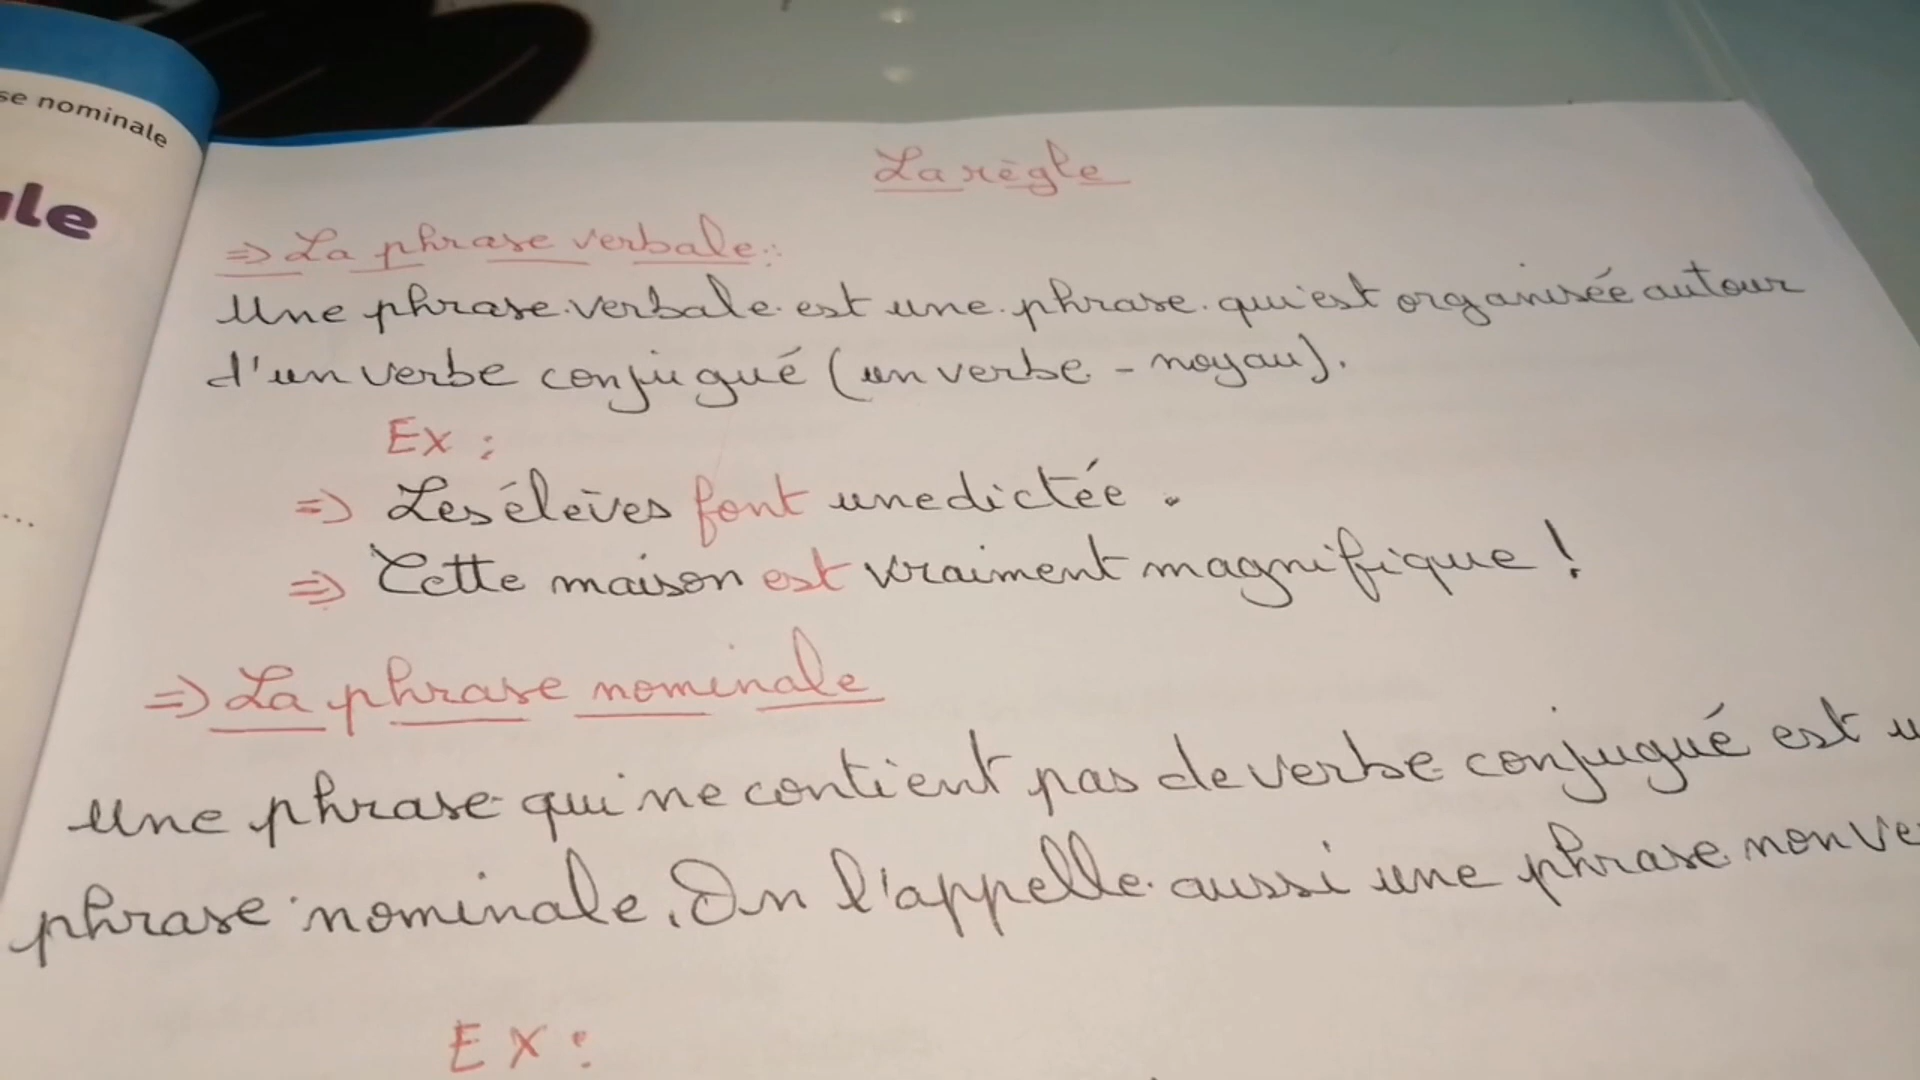 se nominale
ale
...
La règle
=> La phrase verbale :
Une phrase verbale est une phrase qui est organisée autour
d'un verbe conjugué (un verbe - noyau).
Ex :
=> Les élèves font une dictée .
=> Cette maison est vraiment magnifique !
=> La phrase nominale
Une phrase qui ne contient pas de verbe conjugué est u
phrase nominale. On l'appelle aussi une phrase non ve
Ex :